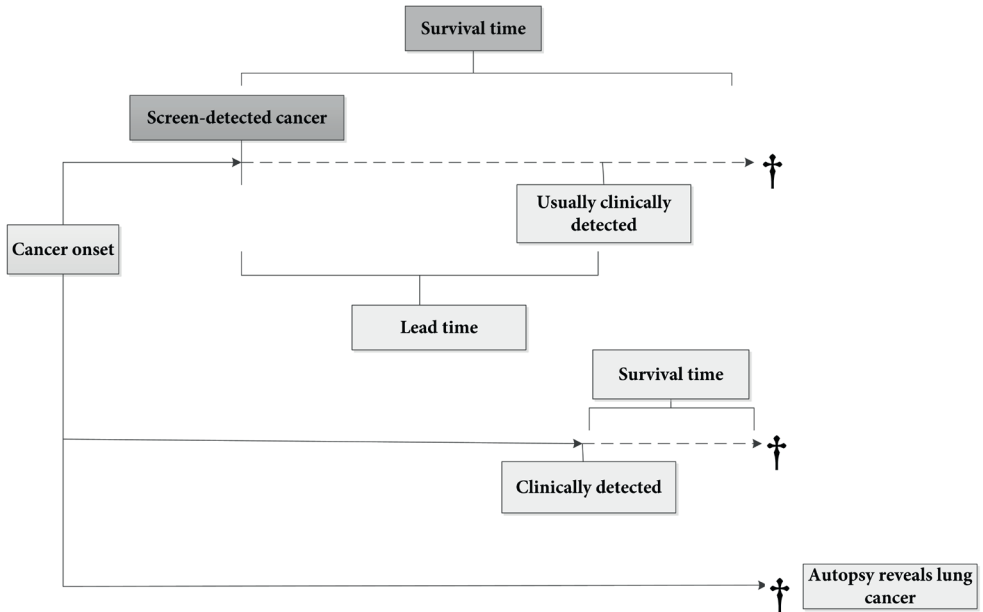 Survival time
Screen-detected cancer
Usually clinically
detected
Cancer onset
Lead time
Survival time
Clinically detected
Autopsy reveals lung
cancer